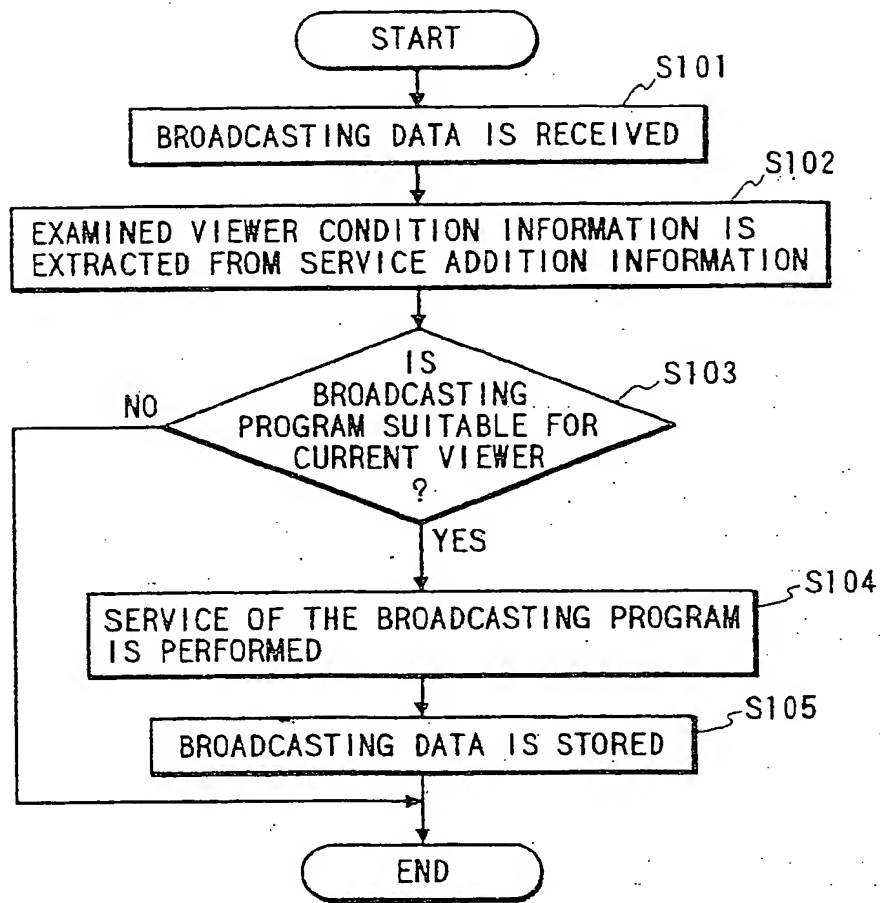 START
S101
BROADCASTING DATA IS RECEIVED
S102
EXAMINED VIEWER CONDITION INFORMATION IS
EXTRACTED FROM SERVICE ADDITION INFORMATION
S103
IS
BROADCASTING
PROGRAM SUITABLE FOR
CURRENT VIEWER
?
NO
YES
S104
SERVICE OF THE BROADCASTING PROGRAM
IS PERFORMED
S105
BROADCASTING DATA IS STORED
END